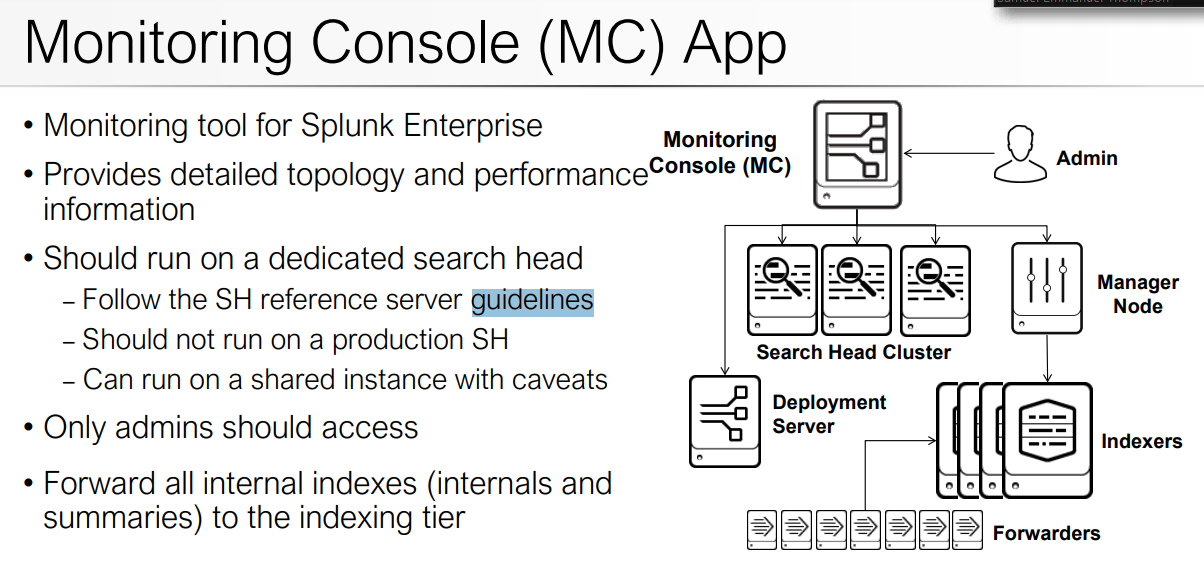 Samuel Emmanuel Thompson
Monitoring Console (MC) App
• Monitoring tool for Splunk Enterprise
• Provides detailed topology and performance
information
• Should run on a dedicated search head
– Follow the SH reference server guidelines
– Should not run on a production SH
– Can run on a shared instance with caveats
• Only admins should access
• Forward all internal indexes (internals and
summaries) to the indexing tier
Monitoring
Console (MC)
Admin
Search Head Cluster
Manager
Node
Deployment
Server
Indexers
Forwarders